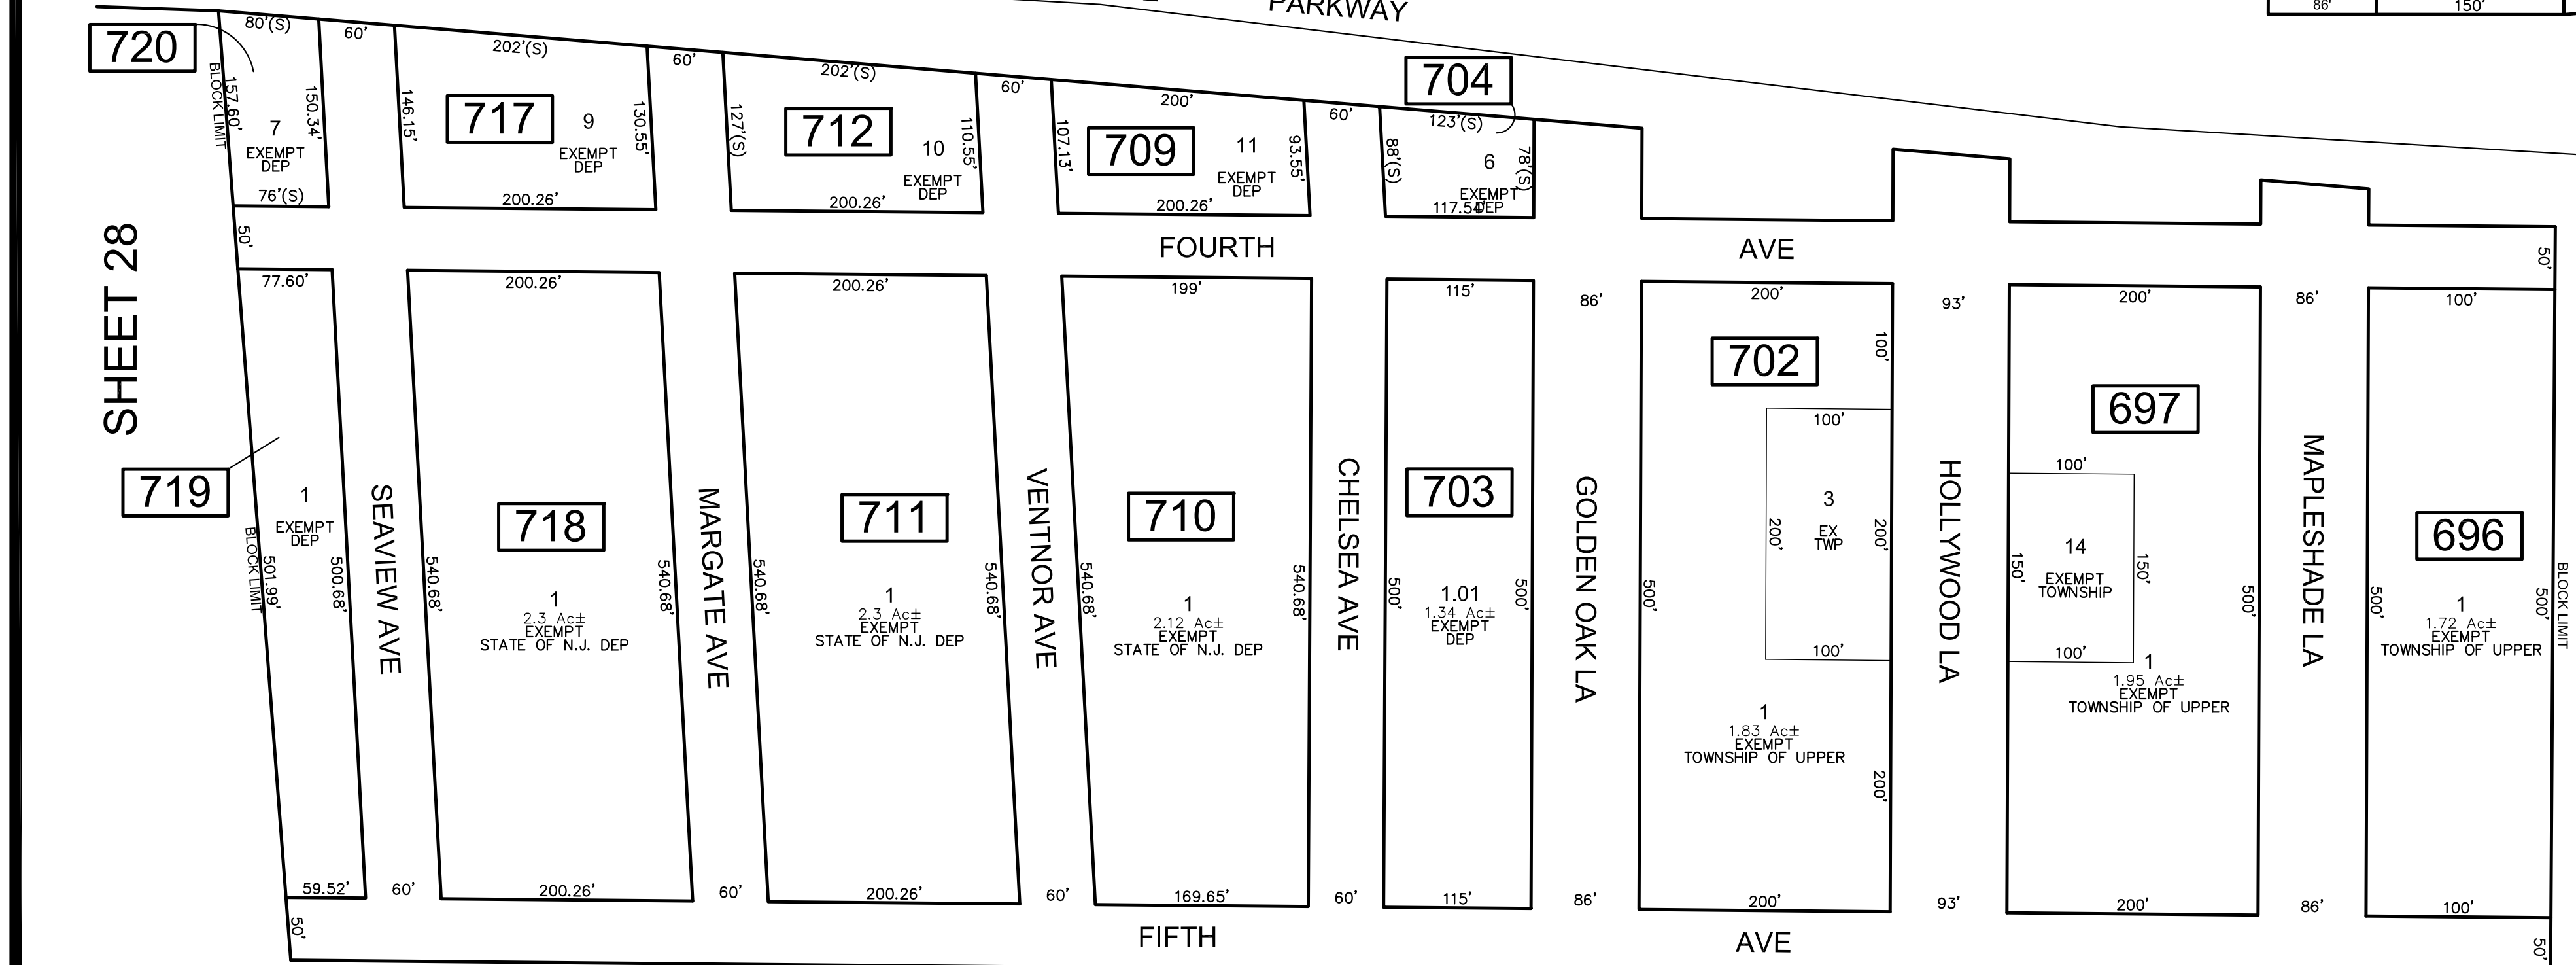 PARKWAY
86'
150'
720
80'(S)
60'
202'(S)
60'
202'(S)
60'
200'
60'
704
123'(S)
BLOCK LIMIT
157.60'
150.34'
7
EXEMPT
DEP
76'(S)
146.15'
717
9
EXEMPT
DEP
130.55'
200.26'
127'(S)
712
10
EXEMPT
DEP
110.55'
200.26'
107.13'
709
11
EXEMPT
DEP
93.55'
200.26'
88'(S)
6
EXEMPT
DEP
78'(S)
117.54'
SHEET 28
50'
FOURTH
AVE
50'
77.60'
200.26'
200.26'
199'
115'
86'
200'
93'
200'
86'
100'
719
1
EXEMPT
DEP
BLOCK LIMIT
501.99'
500.68'
SEAVIEW AVE
540.68'
718
1
2.3 Ac±
EXEMPT
STATE OF N.J. DEP
540.68'
MARGATE AVE
540.68'
711
1
2.3 Ac±
EXEMPT
STATE OF N.J. DEP
540.68'
VENTNOR AVE
540.68'
710
1
2.12 Ac±
EXEMPT
STATE OF N.J. DEP
540.68'
CHELSEA AVE
500'
703
1.01
1.34 Ac±
EXEMPT
DEP
500'
GOLDEN OAK LA
500'
702
100'
100'
3
EX
TWP
200'
200'
100'
1
1.83 Ac±
EXEMPT
TOWNSHIP OF UPPER
200'
HOLLYWOOD LA
697
100'
150'
14
EXEMPT
TOWNSHIP
150'
100'
1
1.95 Ac±
EXEMPT
TOWNSHIP OF UPPER
500'
MAPLESHADE LA
500'
696
1
1.72 Ac±
EXEMPT
TOWNSHIP OF UPPER
500'
BLOCK LIMIT
59.52'
60'
200.26'
60'
200.26'
60'
169.65'
60'
115'
86'
200'
93'
200'
86'
100'
50'
FIFTH
AVE
50'